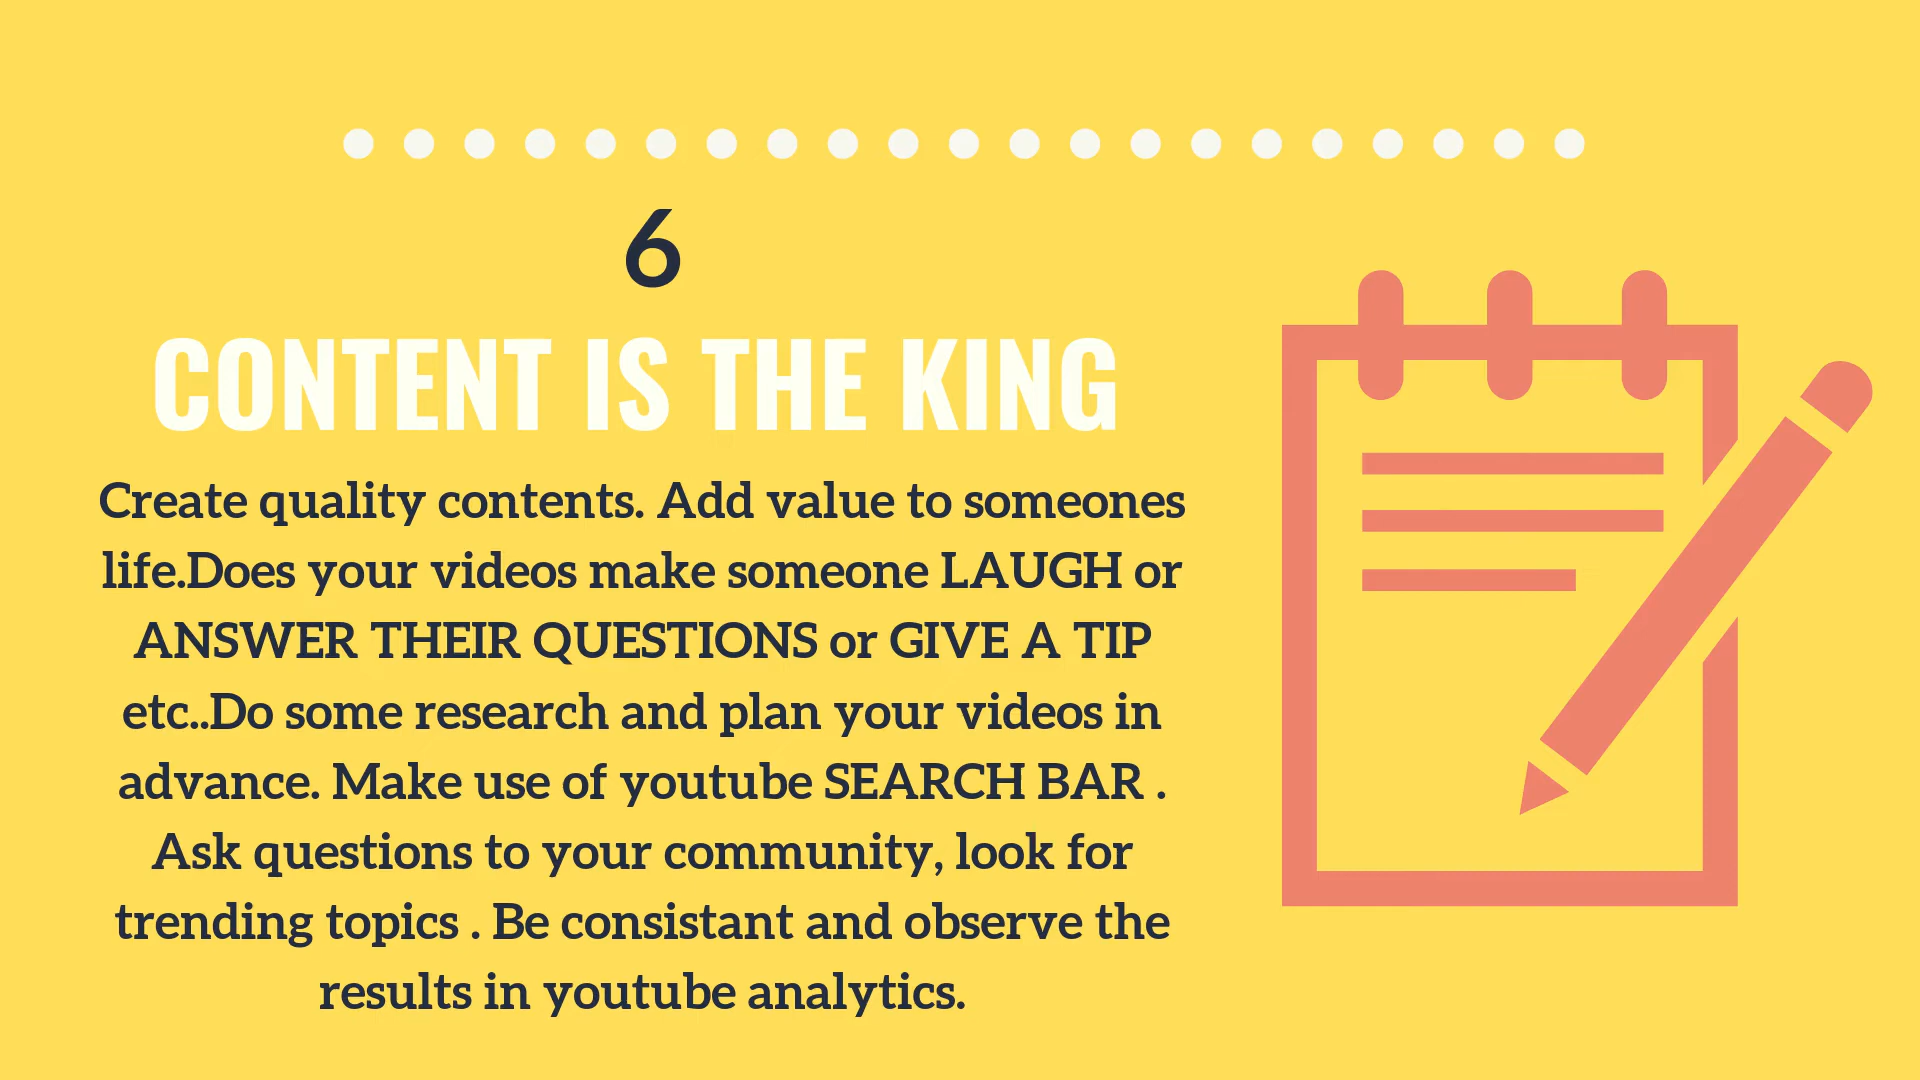 6
CONTENT IS THE KING
Create quality contents. Add value to someones
life.Does your videos make someone LAUGH or
ANSWER THEIR QUESTIONS or GIVE A TIP
etc..Do some research and plan your videos in
advance. Make use of youtube SEARCH BAR .
Ask questions to your community, look for
trending topics . Be consistant and observe the
results in youtube analytics.